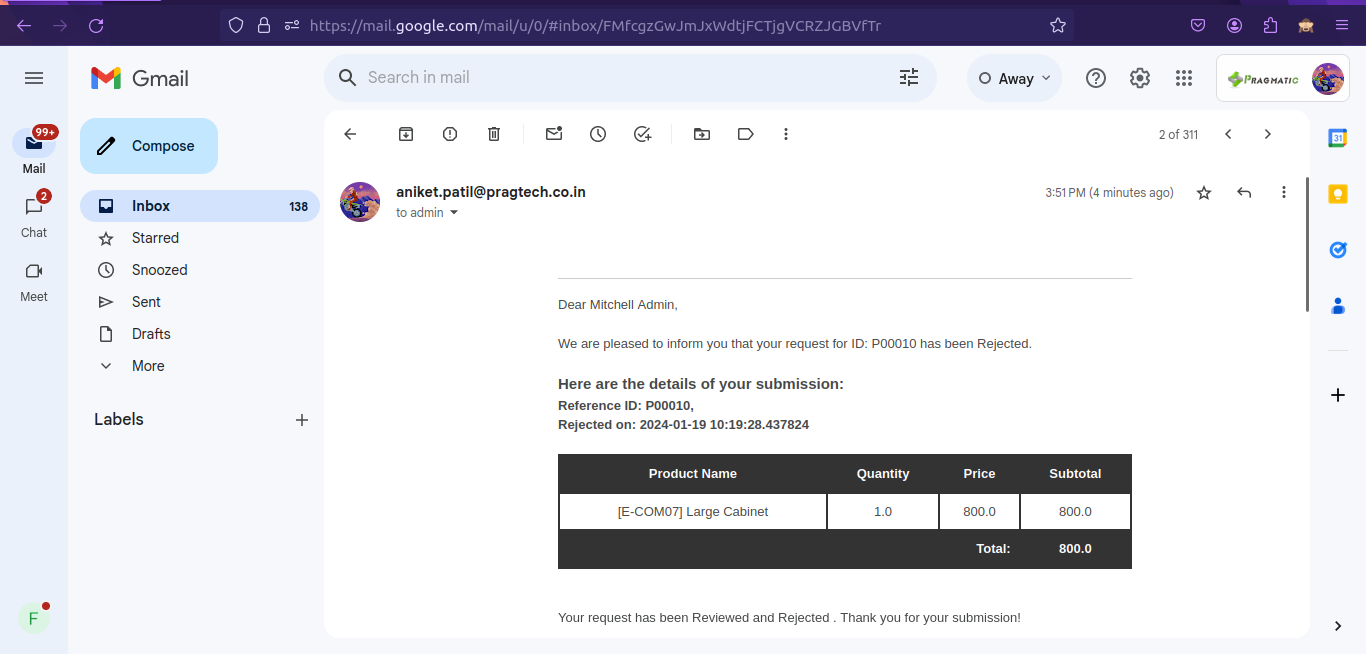 https://mail.google.com/mail/u/0/#inbox/FMfcgzGwJmJxWdtjFCTjgVCRZJGBVfTr
Gmail
Search in mail
Away
PRAGMATIC
99+
Mail
2
Chat
Meet
F
Compose
Inbox 138
Starred
Snoozed
Sent
Drafts
More
Labels
2 of 311
31
aniket.patil@pragtech.co.in
3:51 PM (4 minutes ago)
to admin
Dear Mitchell Admin,
We are pleased to inform you that your request for ID: P00010 has been Rejected.
Here are the details of your submission:
Reference ID: P00010,
Rejected on: 2024-01-19 10:19:28.437824
Product Name Quantity Price Subtotal
[E-COM07] Large Cabinet 1.0 800.0 800.0
Total: 800.0
Your request has been Reviewed and Rejected . Thank you for your submission!